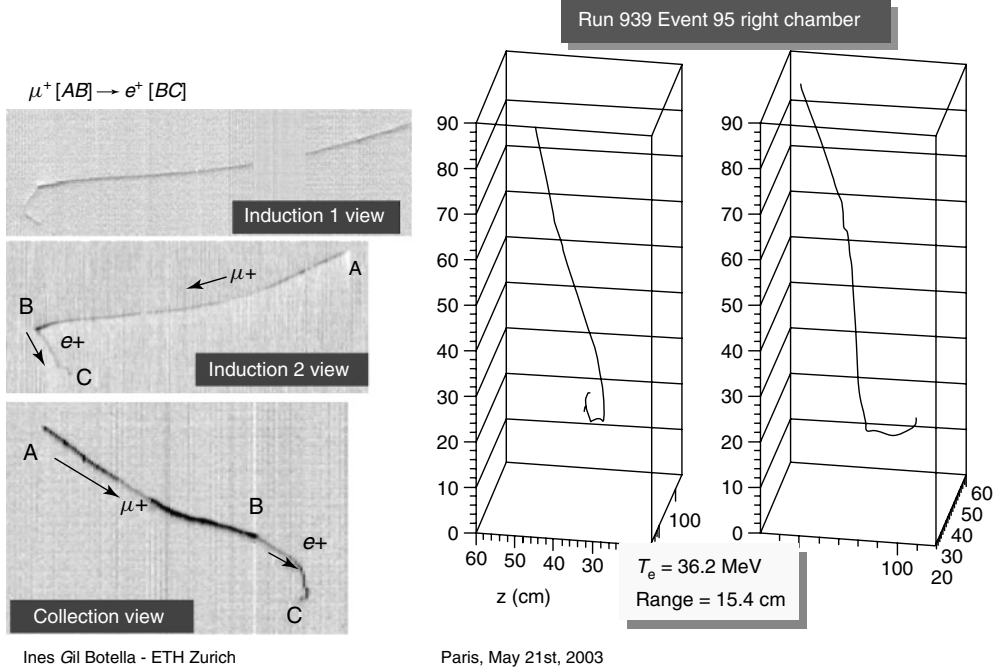 Run 939 Event 95 right chamber
μ+ [AB] → e+ [BC]
Induction 1 view
A
μ+
B
e+
C
Induction 2 view
A
μ+
B
e+
C
Collection view
90
80
70
60
50
40
30
20
10
0
60 50 40 30
100
z (cm)
90
80
70
60
50
40
30
20
10
0
100
60
50
40
30
20
Te = 36.2 MeV
Range = 15.4 cm
Ines Gil Botella - ETH Zurich
Paris, May 21st, 2003